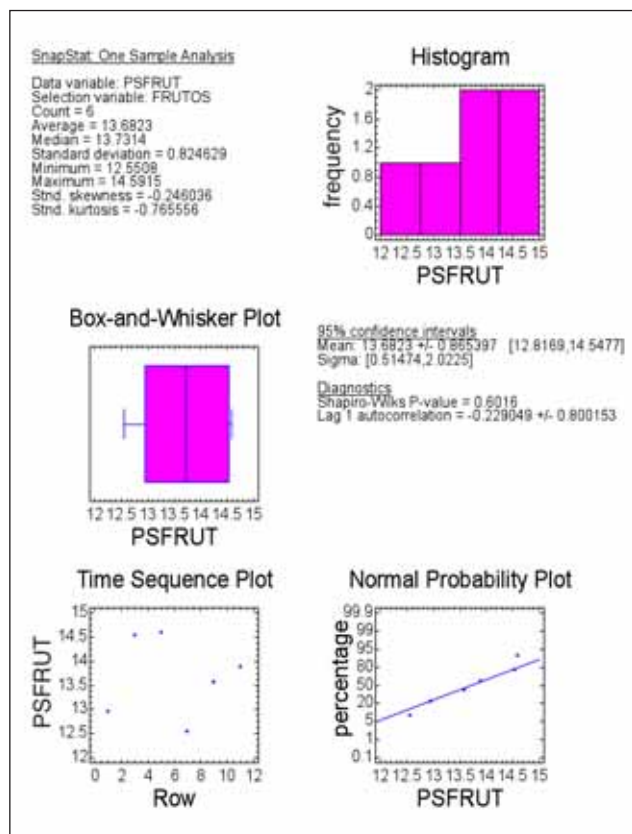 SnapStat: One Sample Analysis
Data variable: PSFRUT
Selection variable: FRUTOS
Count = 6
Average = 13.6823
Median = 13.7314
Standard deviation = 0.824629
Minimum = 12.5508
Maximum = 14.5915
Stnd. skewness = -0.246036
Stnd. kurtosis = -0.765556
Histogram
frequency
2
1.6
1.2
0.8
0.4
0
12 12.5 13 13.5 14 14.5 15
PSFRUT
Box-and-Whisker Plot
12 12.5 13 13.5 14 14.5 15
PSFRUT
95% confidence intervals
Mean: 13.6823 +/- 0.865397 [12.8169,14.5477]
Sigma: [0.51474,2.0225]
Diagnostics
Shapiro-Wilks P-value = 0.6016
Lag 1 autocorrelation = -0.229049 +/- 0.800153
Time Sequence Plot
PSFRUT
15
14.5
14
13.5
13
12.5
12
0 2 4 6 8 10 12
Row
Normal Probability Plot
percentage
99.9
99
95
80
50
20
5
1
0.1
12 12.5 13 13.5 14 14.5 15
PSFRUT